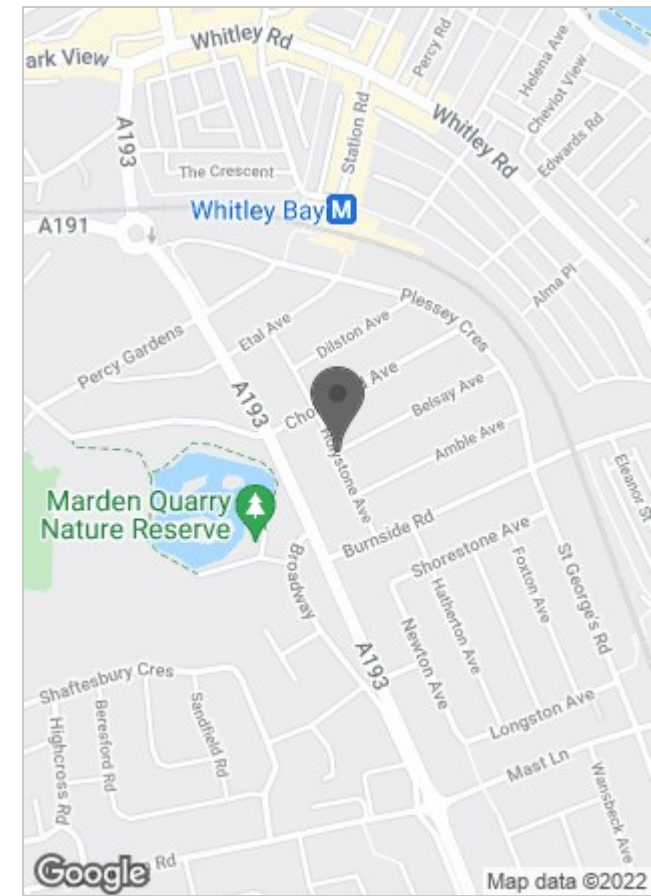 Whitley Rd
ark View
Percy Rd
Helena Ave
Cheviot View
A193
Station Rd
Whitley Rd
Edwards Rd
The Crescent
Whitley Bay M
A191
Alma Pl
Plessey Cres
Etal Ave
Dilston Ave
Percy Gardens
A193
Cho
Ave
Belsay Ave
Holystone Ave
Amble Ave
Eleanor St
Marden Quarry
Nature Reserve
Burnside Rd
Shorestone Ave
Broadway
Foxton Ave
St George's Rd
Hatherton Ave
Newton Ave
A193
Shaftesbury Cres
Sandfield Rd
Beresford Rd
Highcross Rd
Longston Ave
Mast Ln
Wansbeck Ave
Rd
Google
Map data ©2022